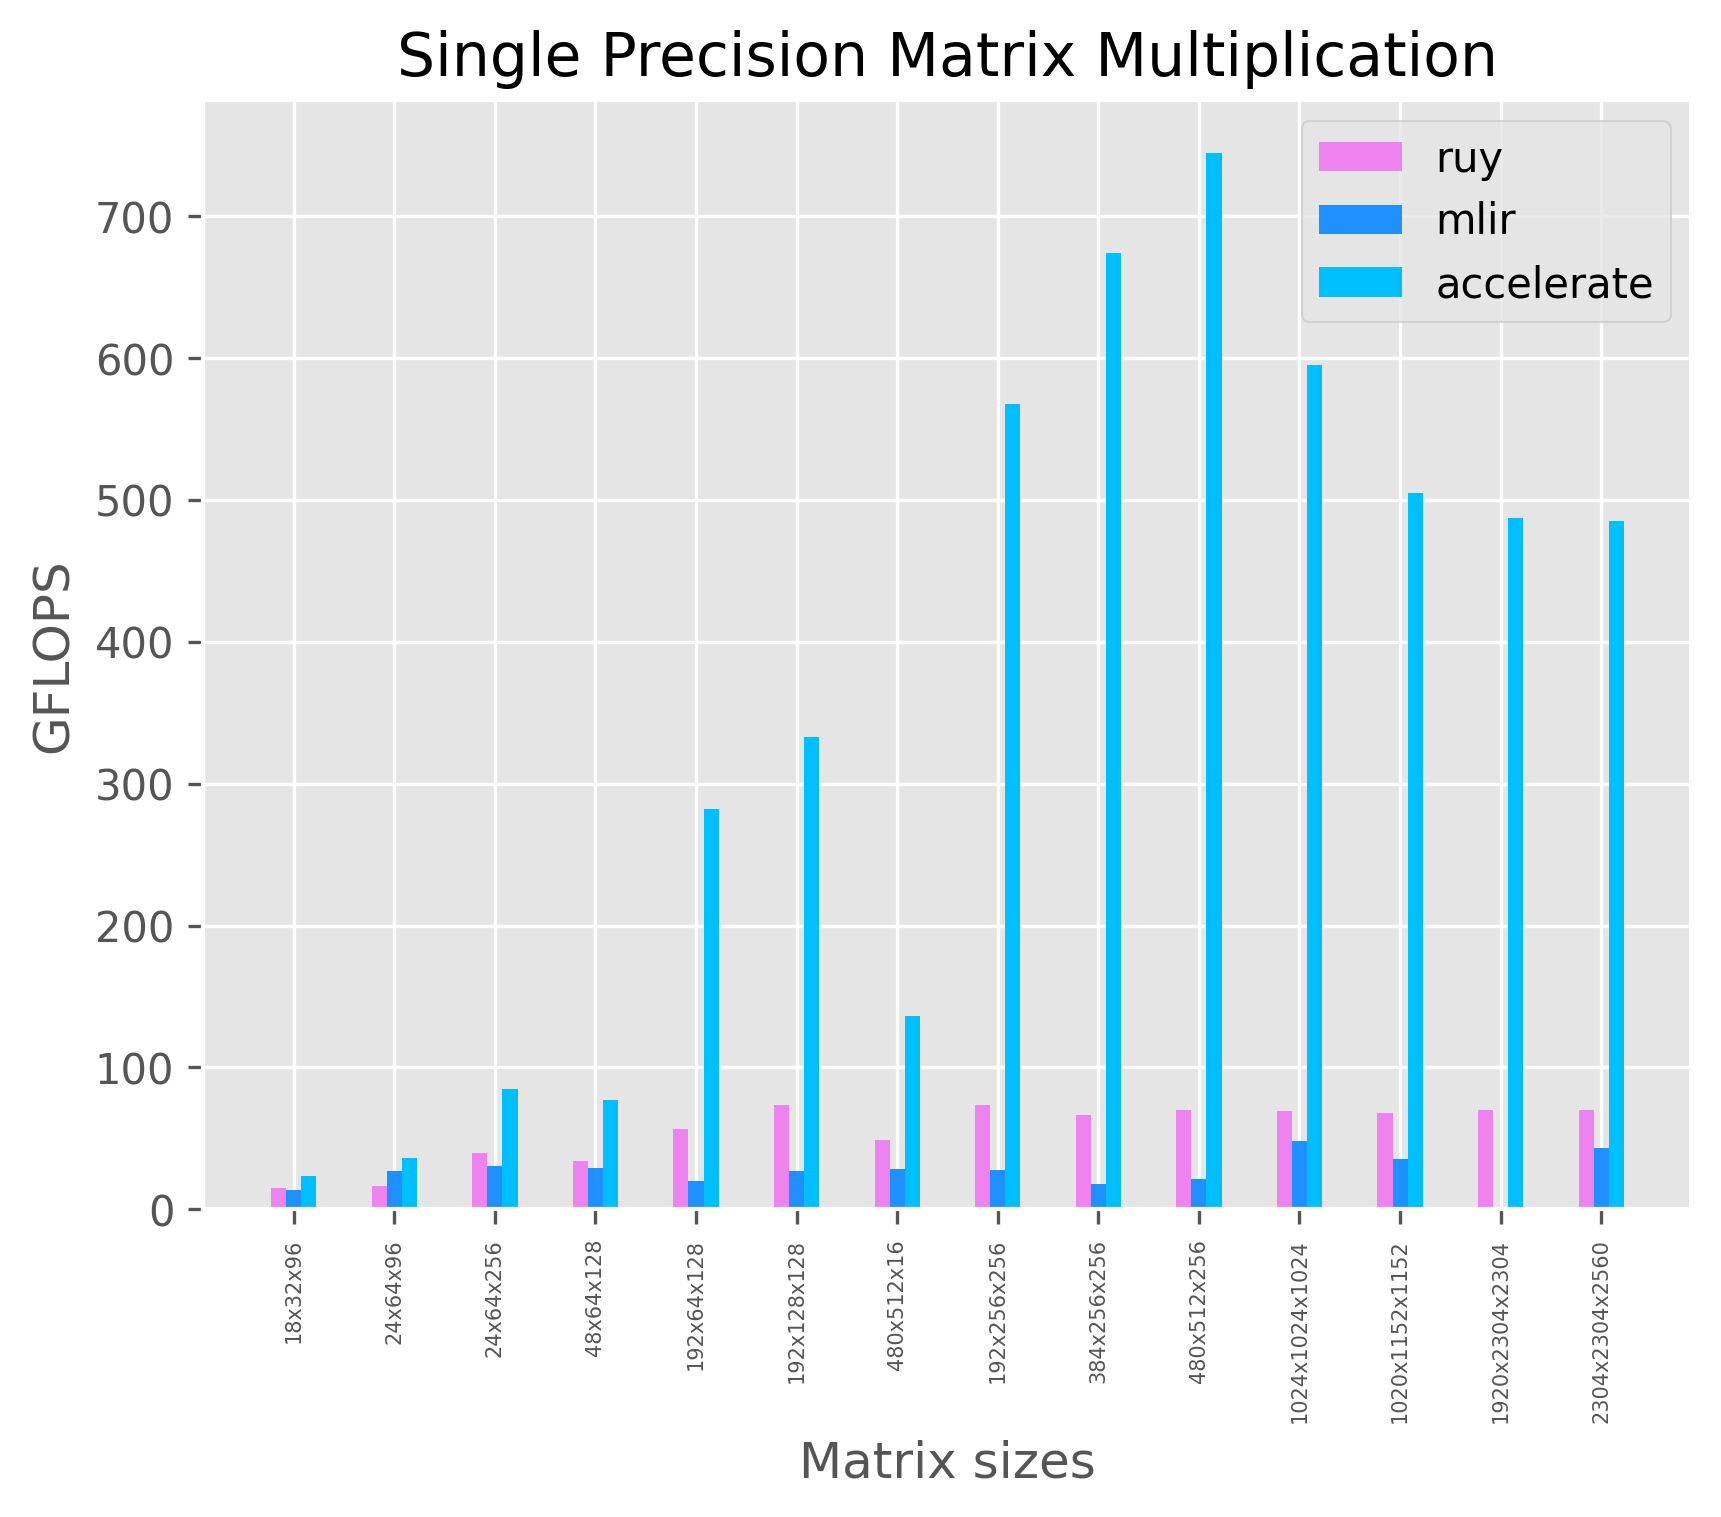 Single Precision Matrix Multiplication
ruy
mlir
accelerate
GFLOPS
700
600
500
400
300
200
100
0
18x32x96
24x64x96
24x64x256
48x64x128
192x64x128
192x128x128
480x512x16
192x256x256
384x256x256
480x512x256
1024x1024x1024
1020x1152x1152
1920x2304x2304
2304x2304x2560
Matrix sizes